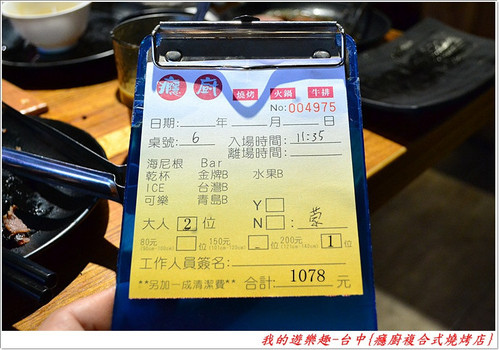 癮 廚 燒烤 火鍋 牛排
No:004975
日期: 年 月 日
桌號: 6 入場時間: 11:35
離場時間:
海尼根 Bar
乾杯 金牌B 水果B
ICE 台灣B
可樂 青島B
Y
大人 2 位 N : 蒙
80元 位 150元 位 200元 1 位
工作人員簽名:
**另加一成清潔費** 合計: 1078 元
我的遊樂趣-台中{癮廚複合式燒烤店}